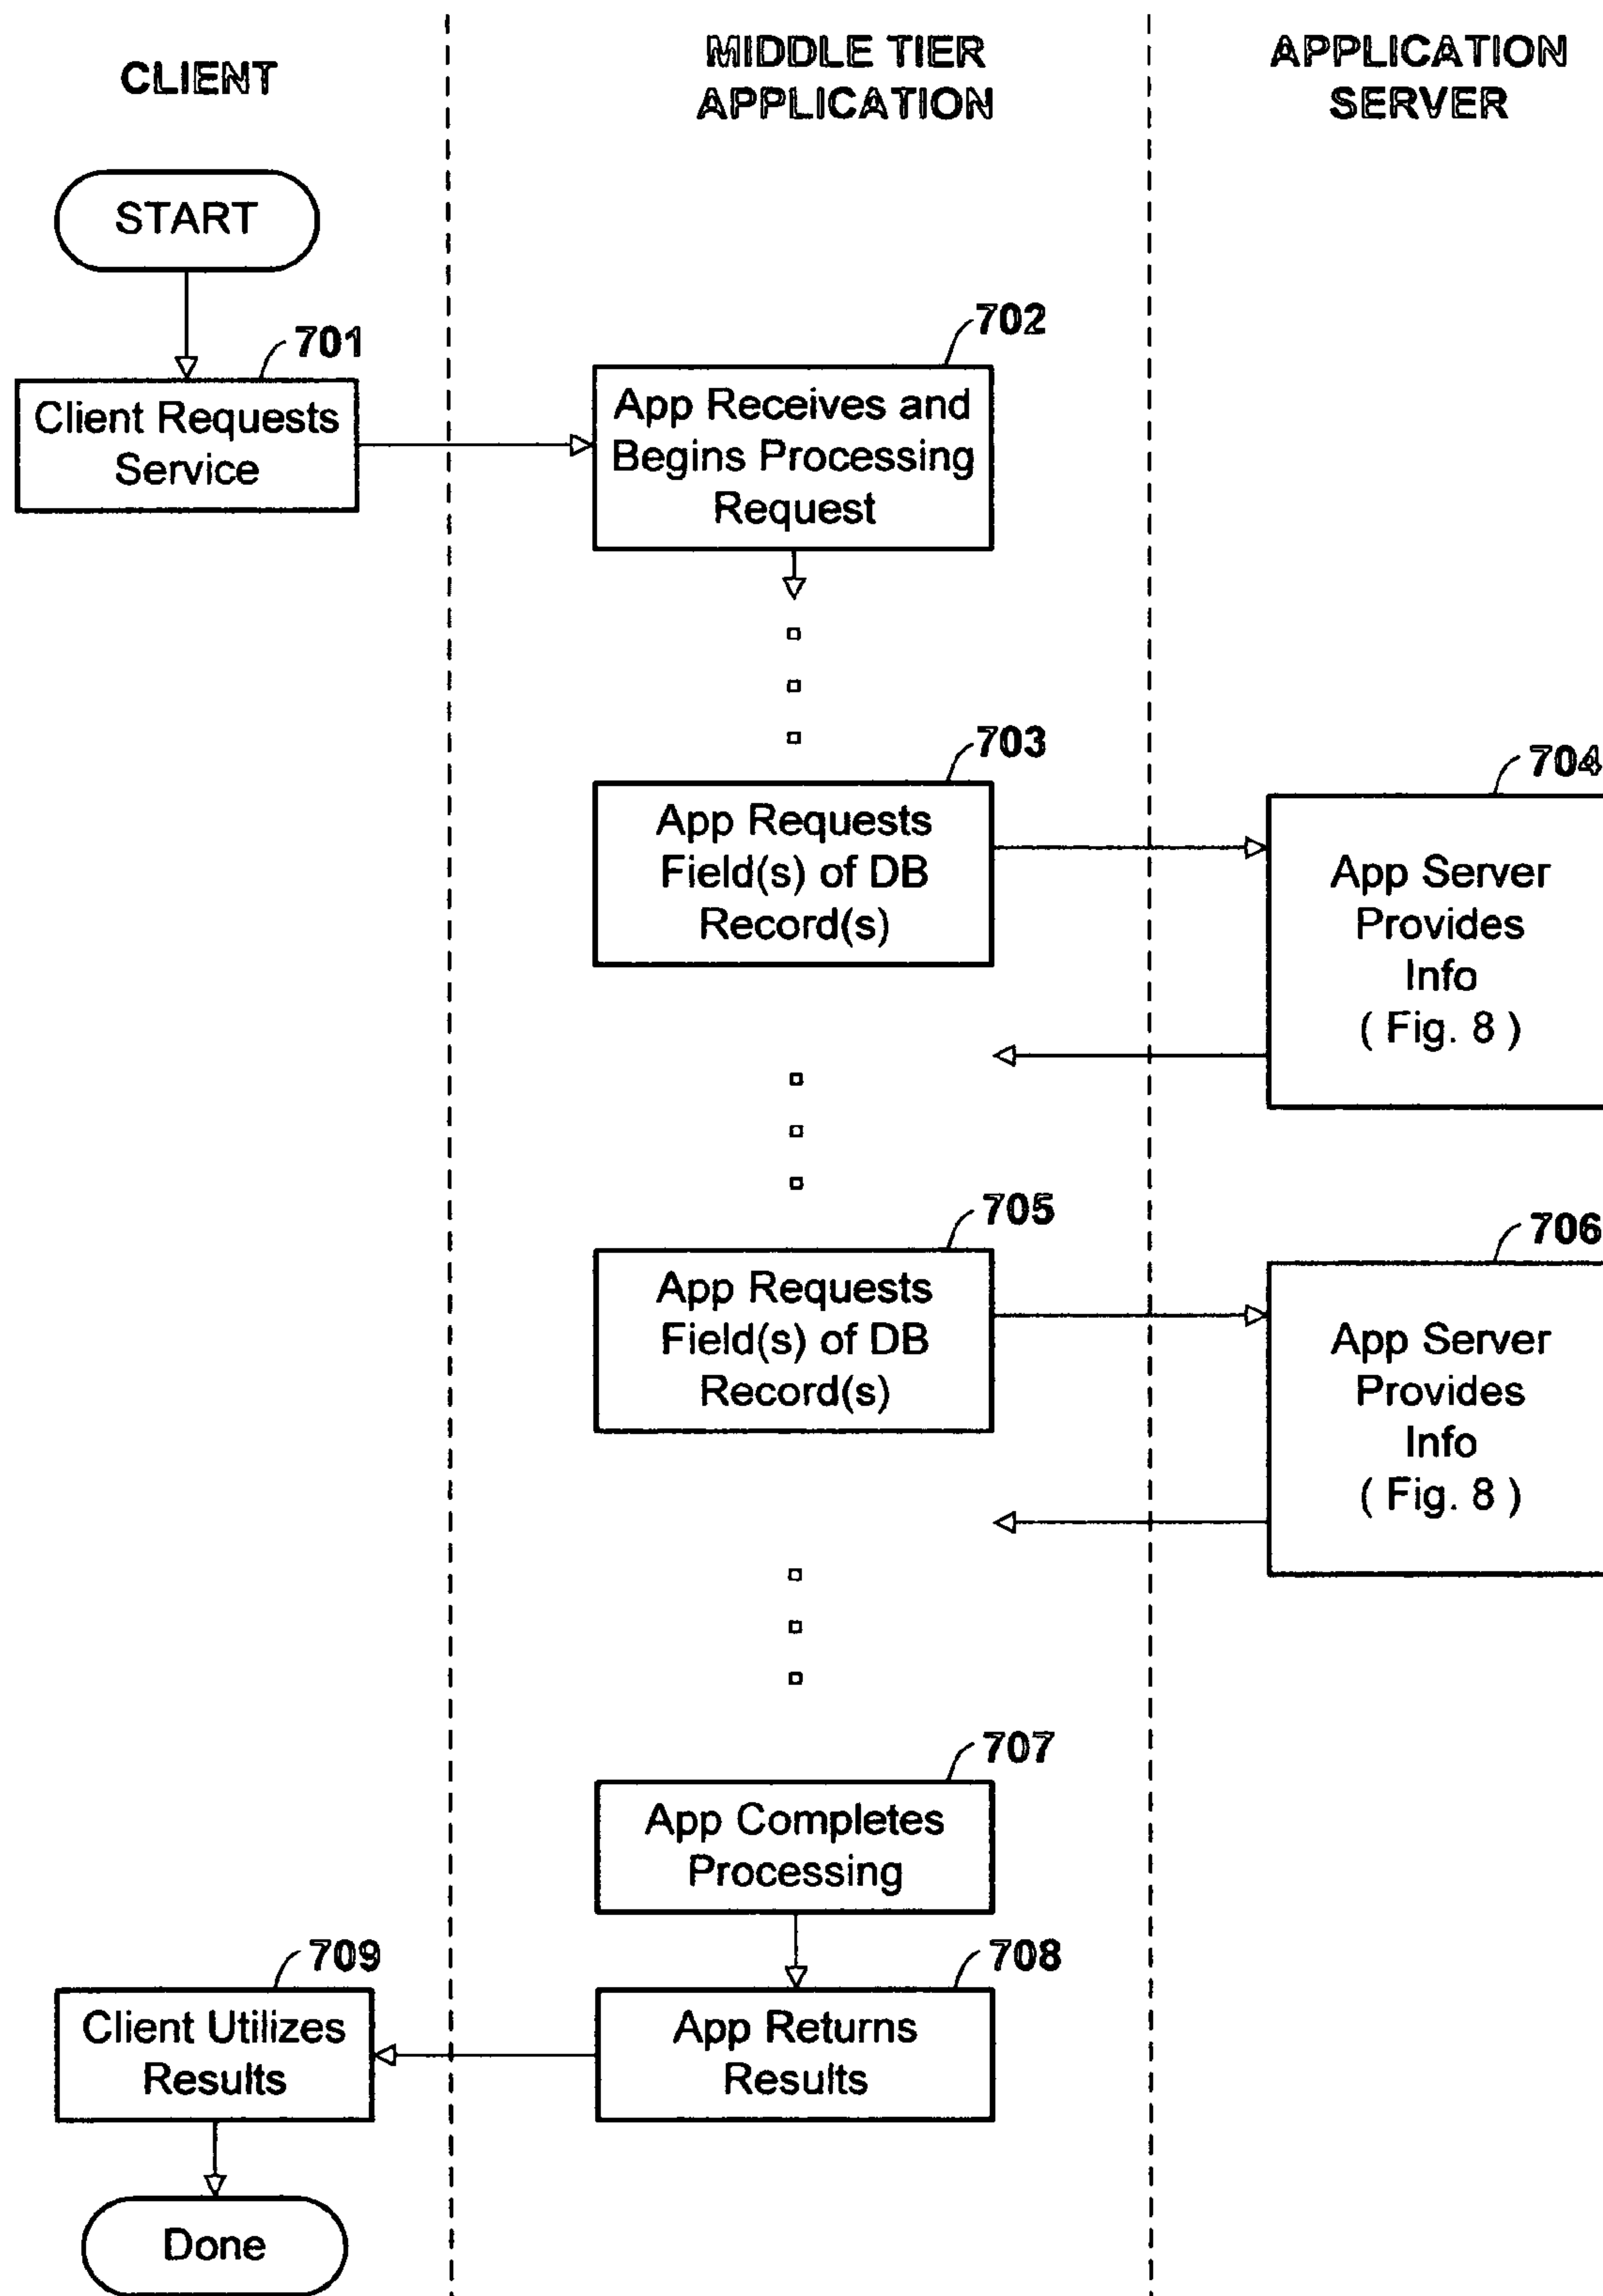 CLIENT
MIDDLE TIER
APPLICATION
APPLICATION
SERVER
START
701
Client Requests
Service
702
App Receives and
Begins Processing
Request
703
App Requests
Field(s) of DB
Record(s)
704
App Server
Provides
Info
( Fig. 8 )
705
App Requests
Field(s) of DB
Record(s)
706
App Server
Provides
Info
( Fig. 8 )
707
App Completes
Processing
708
App Returns
Results
709
Client Utilizes
Results
Done